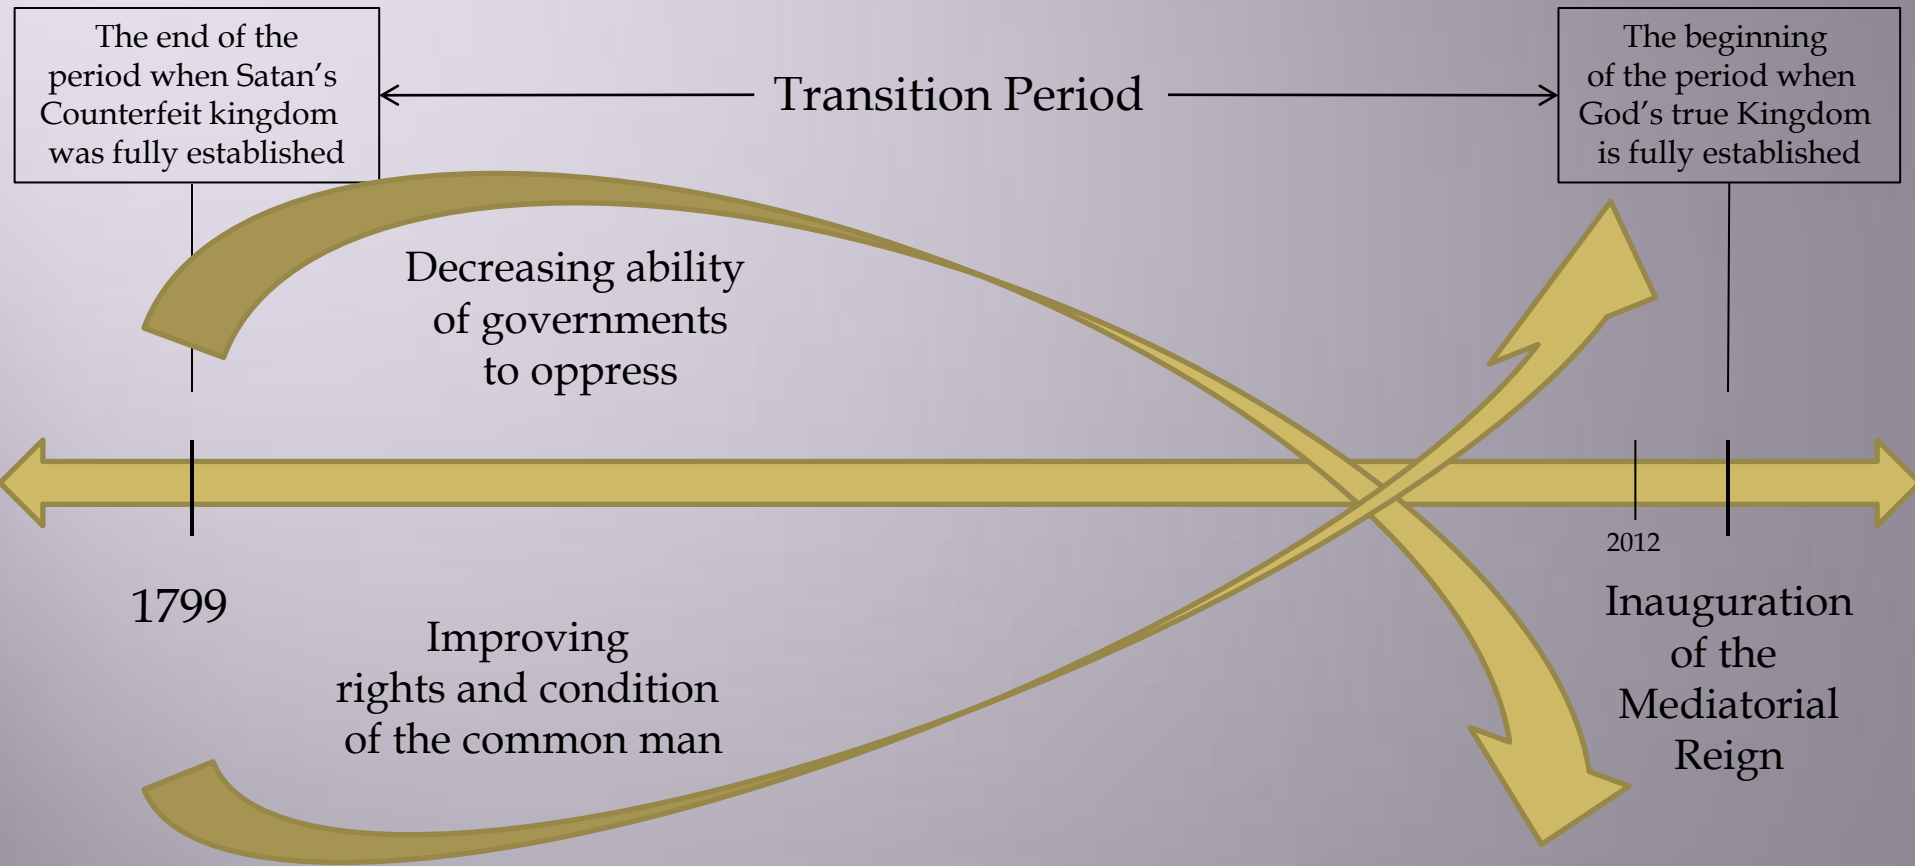 The end of the
period when Satan's
Counterfeit kingdom
was fully established
Transition Period
The beginning
of the period when
God's true Kingdom
is fully established
Decreasing ability
of governments
to oppress
2012
1799
Improving
rights and condition
of the common man
Inauguration
of the
Mediatorial
Reign